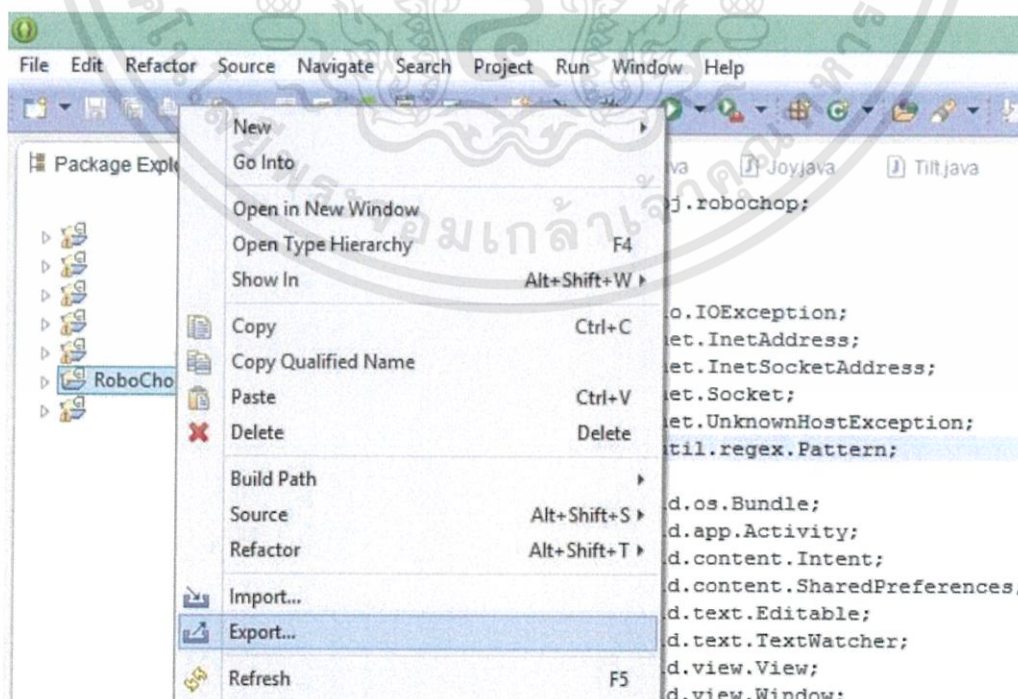 File Edit Refactor Source Navigate Search Project Run Window Help
Package Explo
va Joy.java Tilt.java
RoboCho
New
Go Into
Open in New Window
Open Type Hierarchy F4
Show In Alt+Shift+W
Copy Ctrl+C
Copy Qualified Name
Paste Ctrl+V
Delete Delete
Build Path
Source Alt+Shift+S
Refactor Alt+Shift+T
Import...
Export...
Refresh F5
j.robochop;
o.IOException;
et.InetAddress;
et.InetSocketAddress;
et.Socket;
et.UnknownHostException;
til.regex.Pattern;
d.os.Bundle;
d.app.Activity;
d.content.Intent;
d.content.SharedPreferences;
d.text.Editable;
d.text.TextWatcher;
d.view.View;
d.view.Window;